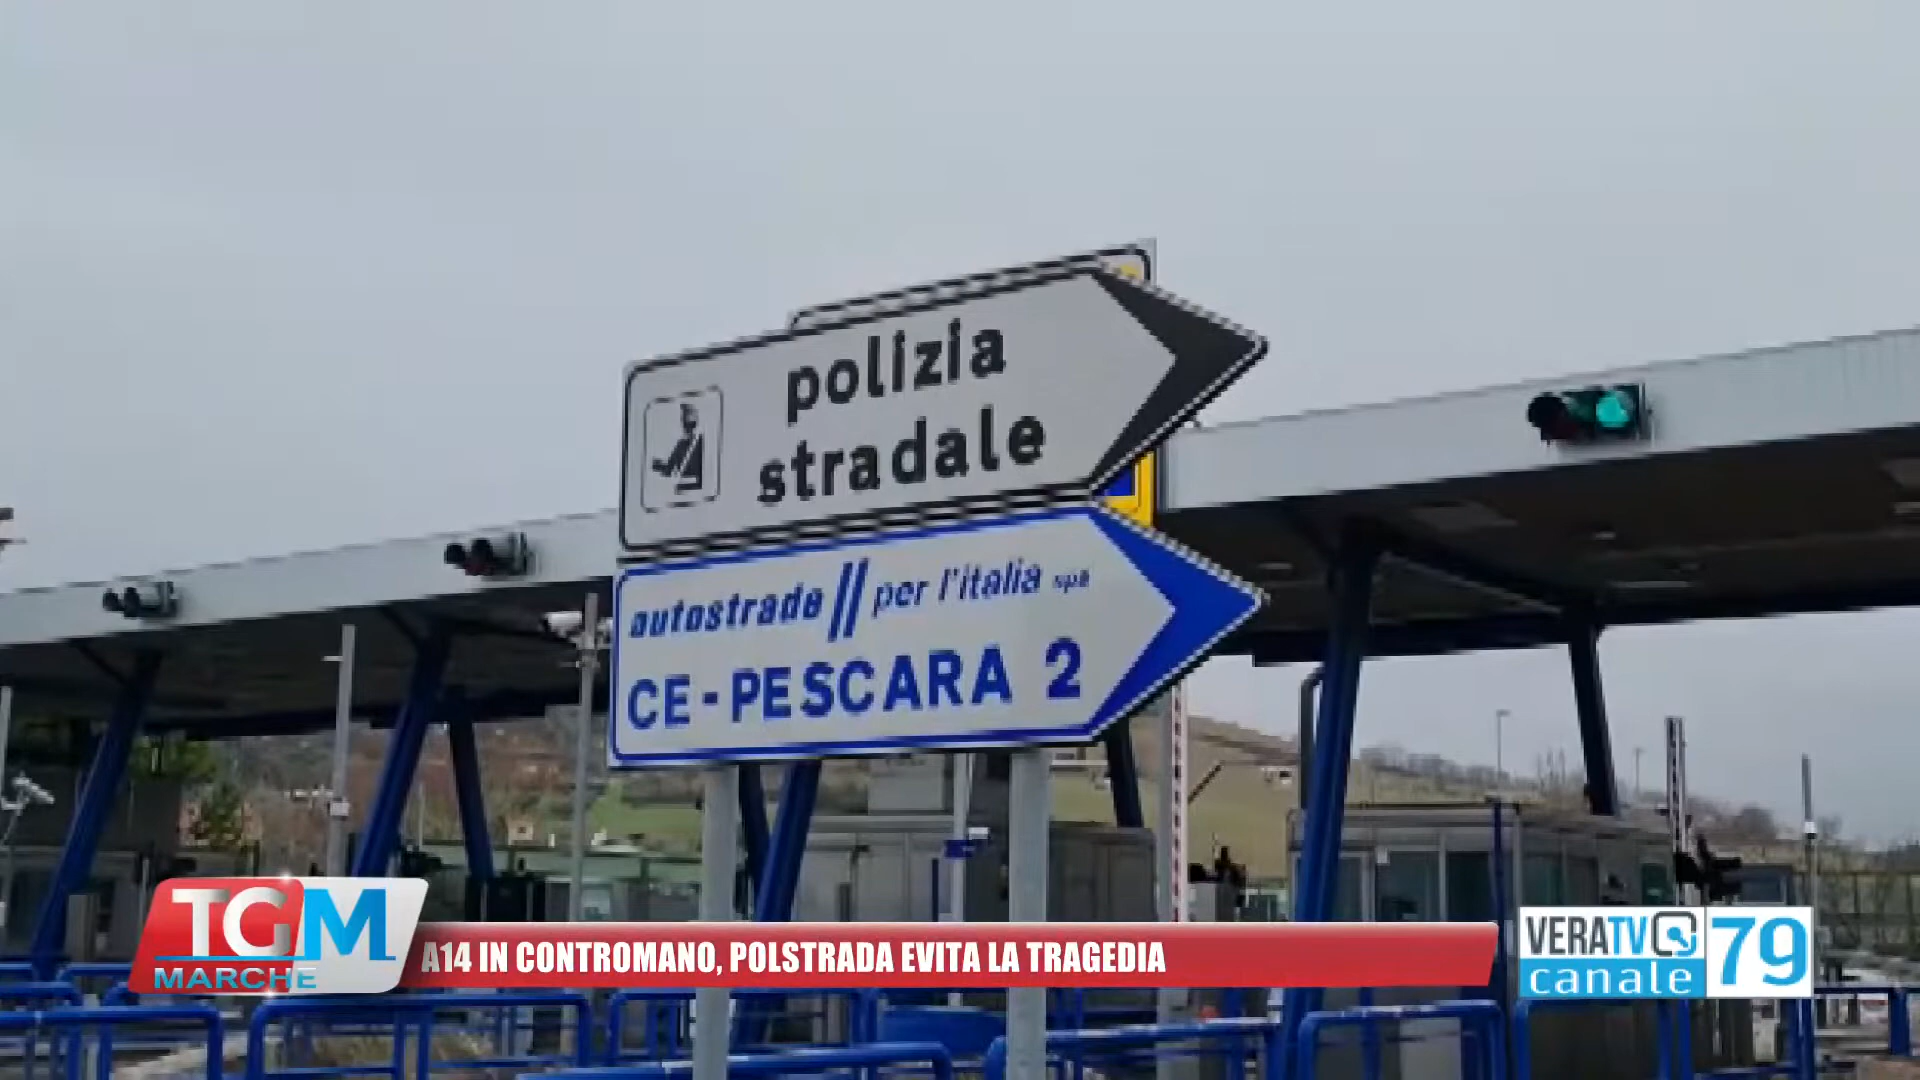 polizia
stradale
autostrade // per l'italia spa
CE - PESCARA 2
TGM
MARCHE
A14 IN CONTROMANO, POLSTRADA EVITA LA TRAGEDIA
VERATV
canale
79